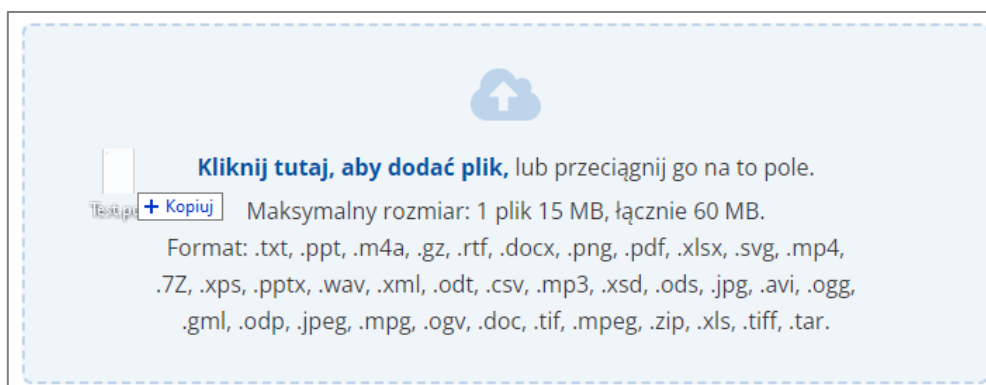 Kliknij tutaj, aby dodać plik, lub przeciągnij go na to pole.
Test.pd
+ Kopiuj
Maksymalny rozmiar: 1 plik 15 MB, łącznie 60 MB.
Format: .txt, .ppt, .m4a, .gz, .rtf, .docx, .png, .pdf, .xlsx, .svg, .mp4,
.7Z, .xps, .pptx, .wav, .xml, .odt, .csv, .mp3, .xsd, .ods, .jpg, .avi, .ogg,
.gml, .odp, .jpeg, .mpg, .ogv, .doc, .tif, .mpeg, .zip, .xls, .tiff, .tar.